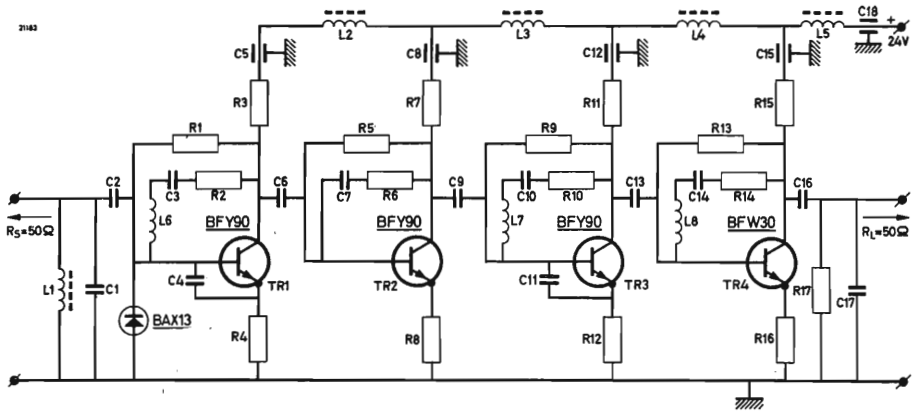 21183
C18
L2
L3
L4
L5
+
24V
C5
C8
C12
C15
R3
R7
R11
R15
R1
R5
R9
R13
C2
C3
R2
C6
C7
R6
C9
C10
R10
C13
C14
R14
C16
L6
BFY90
BFY90
L7
BFY90
L8
BFW30
RS=50Ω
RL=50Ω
C4
TR1
TR2
C11
TR3
TR4
L1
C1
R17
C17
BAX13
R4
R8
R12
R16